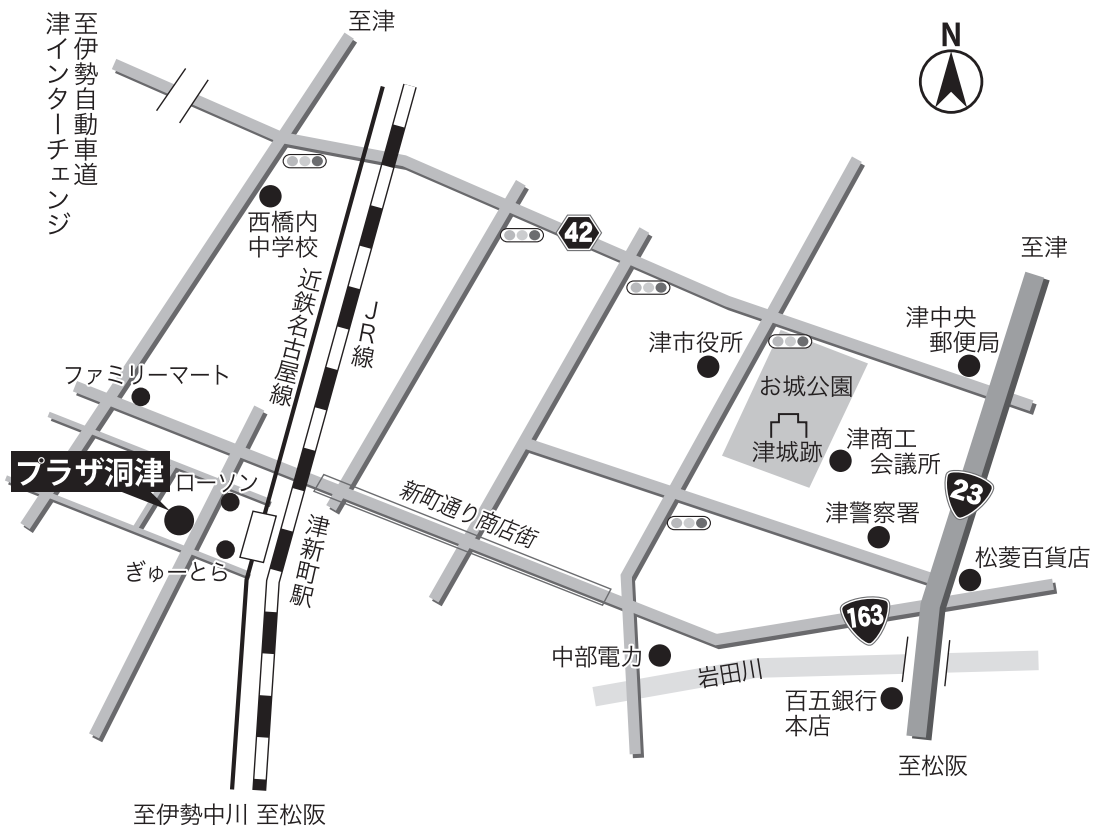 至伊勢自動車道
津インターチェンジ
至津
N
西橋内
中学校
42
近鉄名古屋線
JR線
至津
津中央
郵便局
津市役所
お城公園
津城跡
津商工
会議所
ファミリーマート
プラザ洞津
ローソン
ぎゅーとら
新町通り商店街
津新町駅
23
津警察署
松菱百貨店
163
中部電力
岩田川
百五銀行
本店
至松阪
至伊勢中川
至松阪